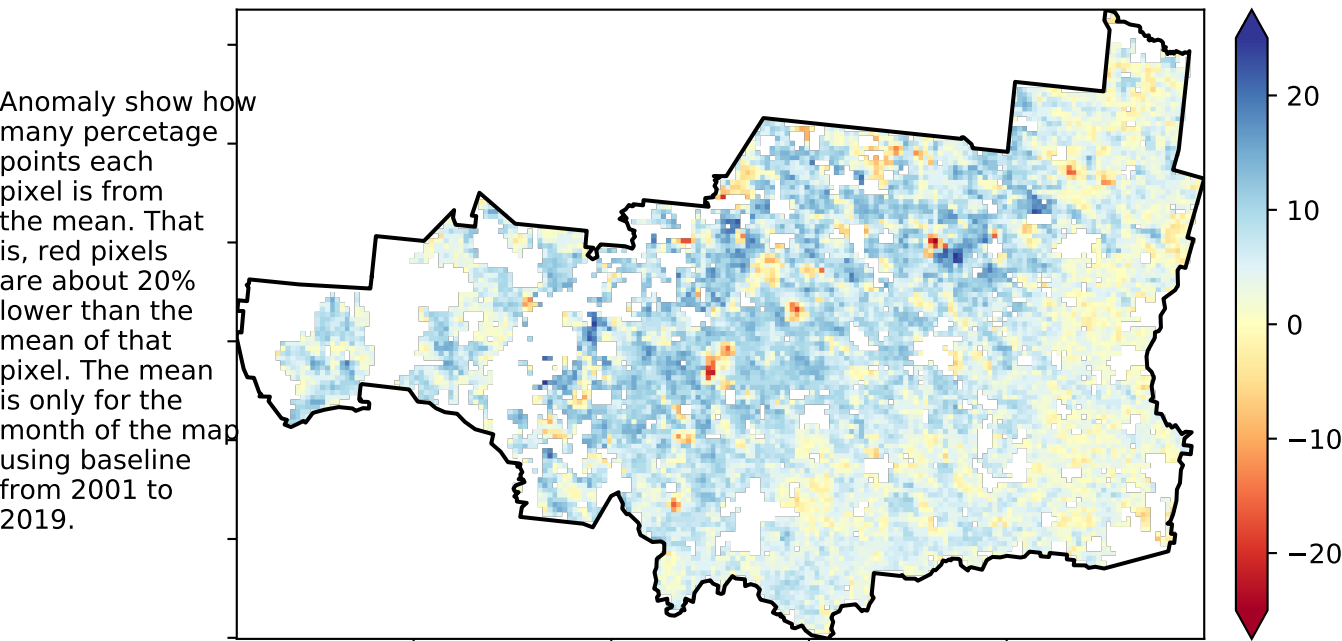 Anomaly show how
many percetage
points each
pixel is from
the mean. That
is, red pixels
are about 20%
lower than the
mean of that
pixel. The mean
is only for the
month of the map
using baseline
from 2001 to
2019.
20
10
0
−10
−20